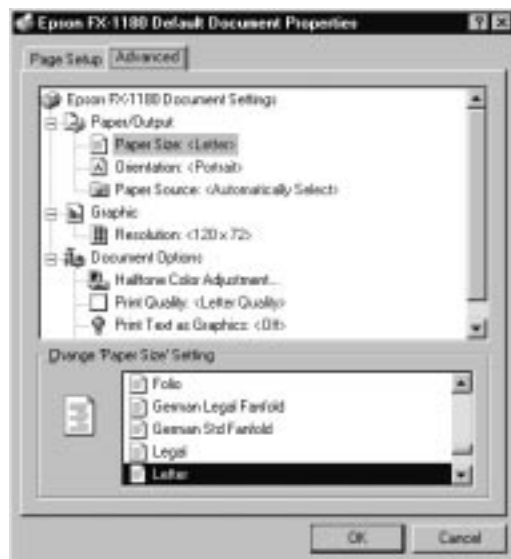 Epson FX-1180 Default Document Properties
Page Setup Advanced
Epson FX-1180 Document Settings
Paper/Output
Paper Size: <Letter>
Orientation: <Portrait>
Paper Source: <Automatically Select>
Graphic
Resolution: <120 x 72>
Document Options
Halftone Color Adjustment...
Print Quality: <Letter Quality>
Print Text as Graphics: <Off>
Change 'Paper Size' Setting
Folio
German Legal Fanfold
German Std Fanfold
Legal
Letter
OK Cancel